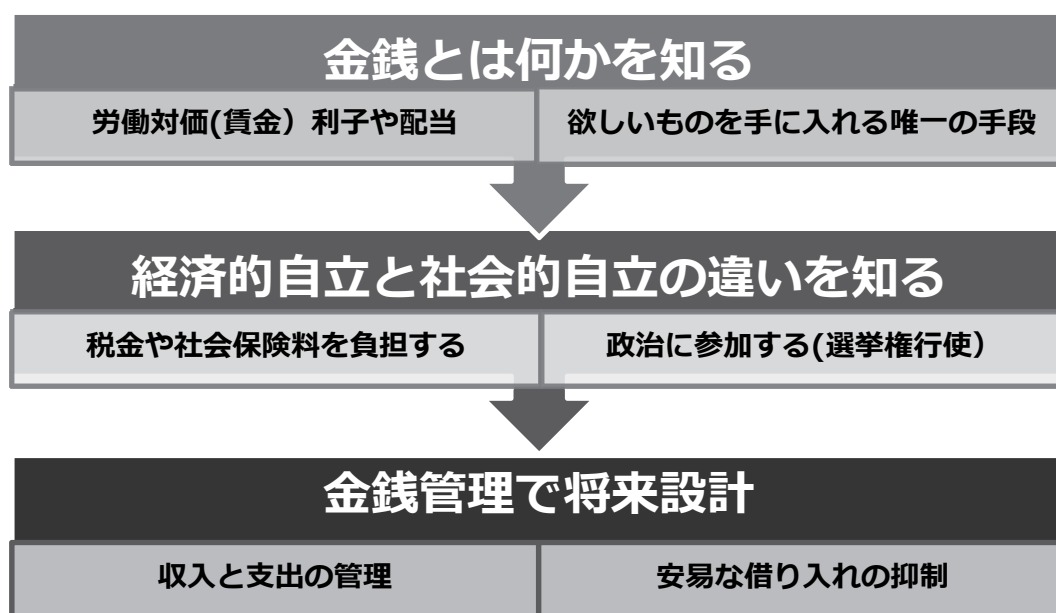 金銭とは何かを知る
労働対価(賃金）利子や配当
欲しいものを手に入れる唯一の手段
経済的自立と社会的自立の違いを知る
税金や社会保険料を負担する
政治に参加する(選挙権行使）
金銭管理で将来設計
収入と支出の管理
安易な借り入れの抑制